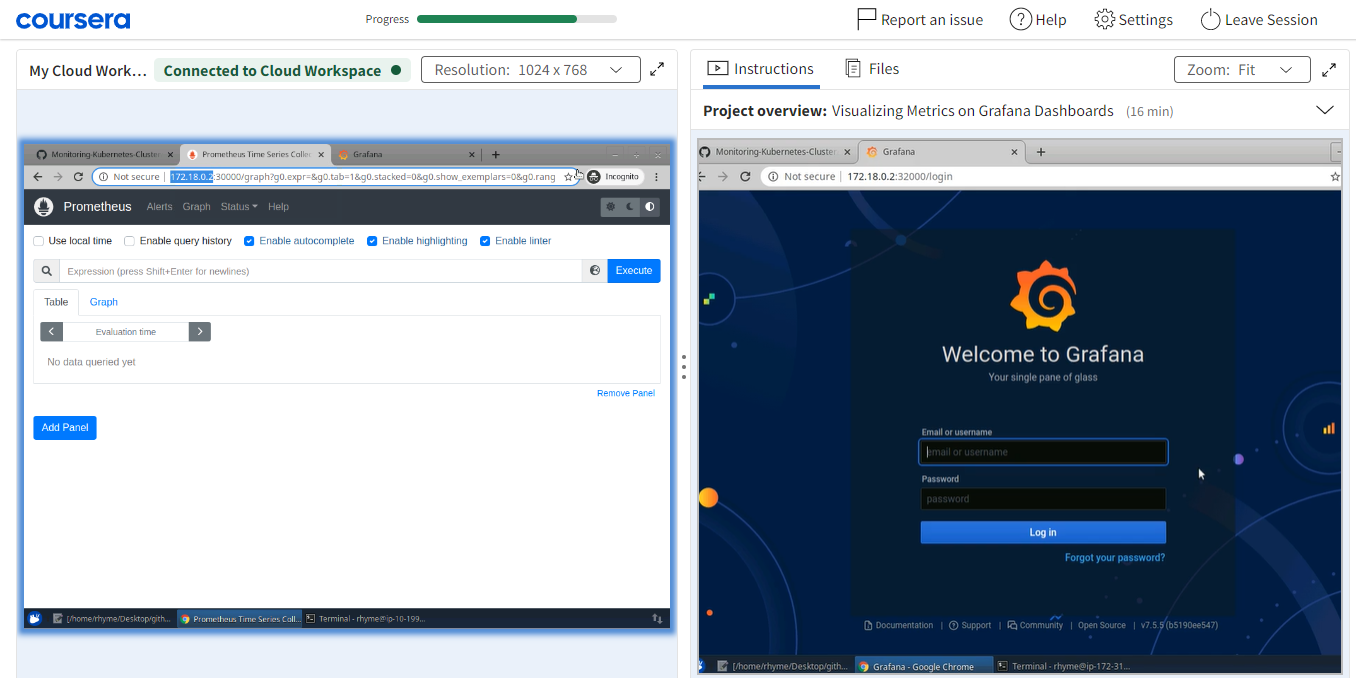 coursera
Progress
Report an issue
Help
Settings
Leave Session
My Cloud Work...
Connected to Cloud Workspace
Resolution: 1024 x 768
Monitoring-Kubernetes-Cluster
Prometheus Time Series Collec
Grafana
Not secure | 172.18.0.2:30000/graph?g0.expr=&g0.tab=1&g0.stacked=0&g0.show_exemplars=0&g0.rang
Incognito
Prometheus
Alerts
Graph
Status
Help
Use local time
Enable query history
Enable autocomplete
Enable highlighting
Enable linter
Expression (press Shift+Enter for newlines)
Execute
Table
Graph
Evaluation time
No data queried yet
Remove Panel
Add Panel
[/home/rhyme/Desktop/gith...
Prometheus Time Series Coll...
Terminal - rhyme@ip-10-199...
Instructions
Files
Zoom: Fit
Project overview: Visualizing Metrics on Grafana Dashboards (16 min)
Monitoring-Kubernetes-Cluster
Grafana
Not secure | 172.18.0.2:32000/login
Welcome to Grafana
Your single pane of glass
Email or username
email or username
Password
password
Log in
Forgot your password?
Documentation | Support | Community | Open Source | v7.5.5 (b5190ee547)
[/home/rhyme/Desktop/gith...
Grafana - Google Chrome
Terminal - rhyme@ip-172-31...